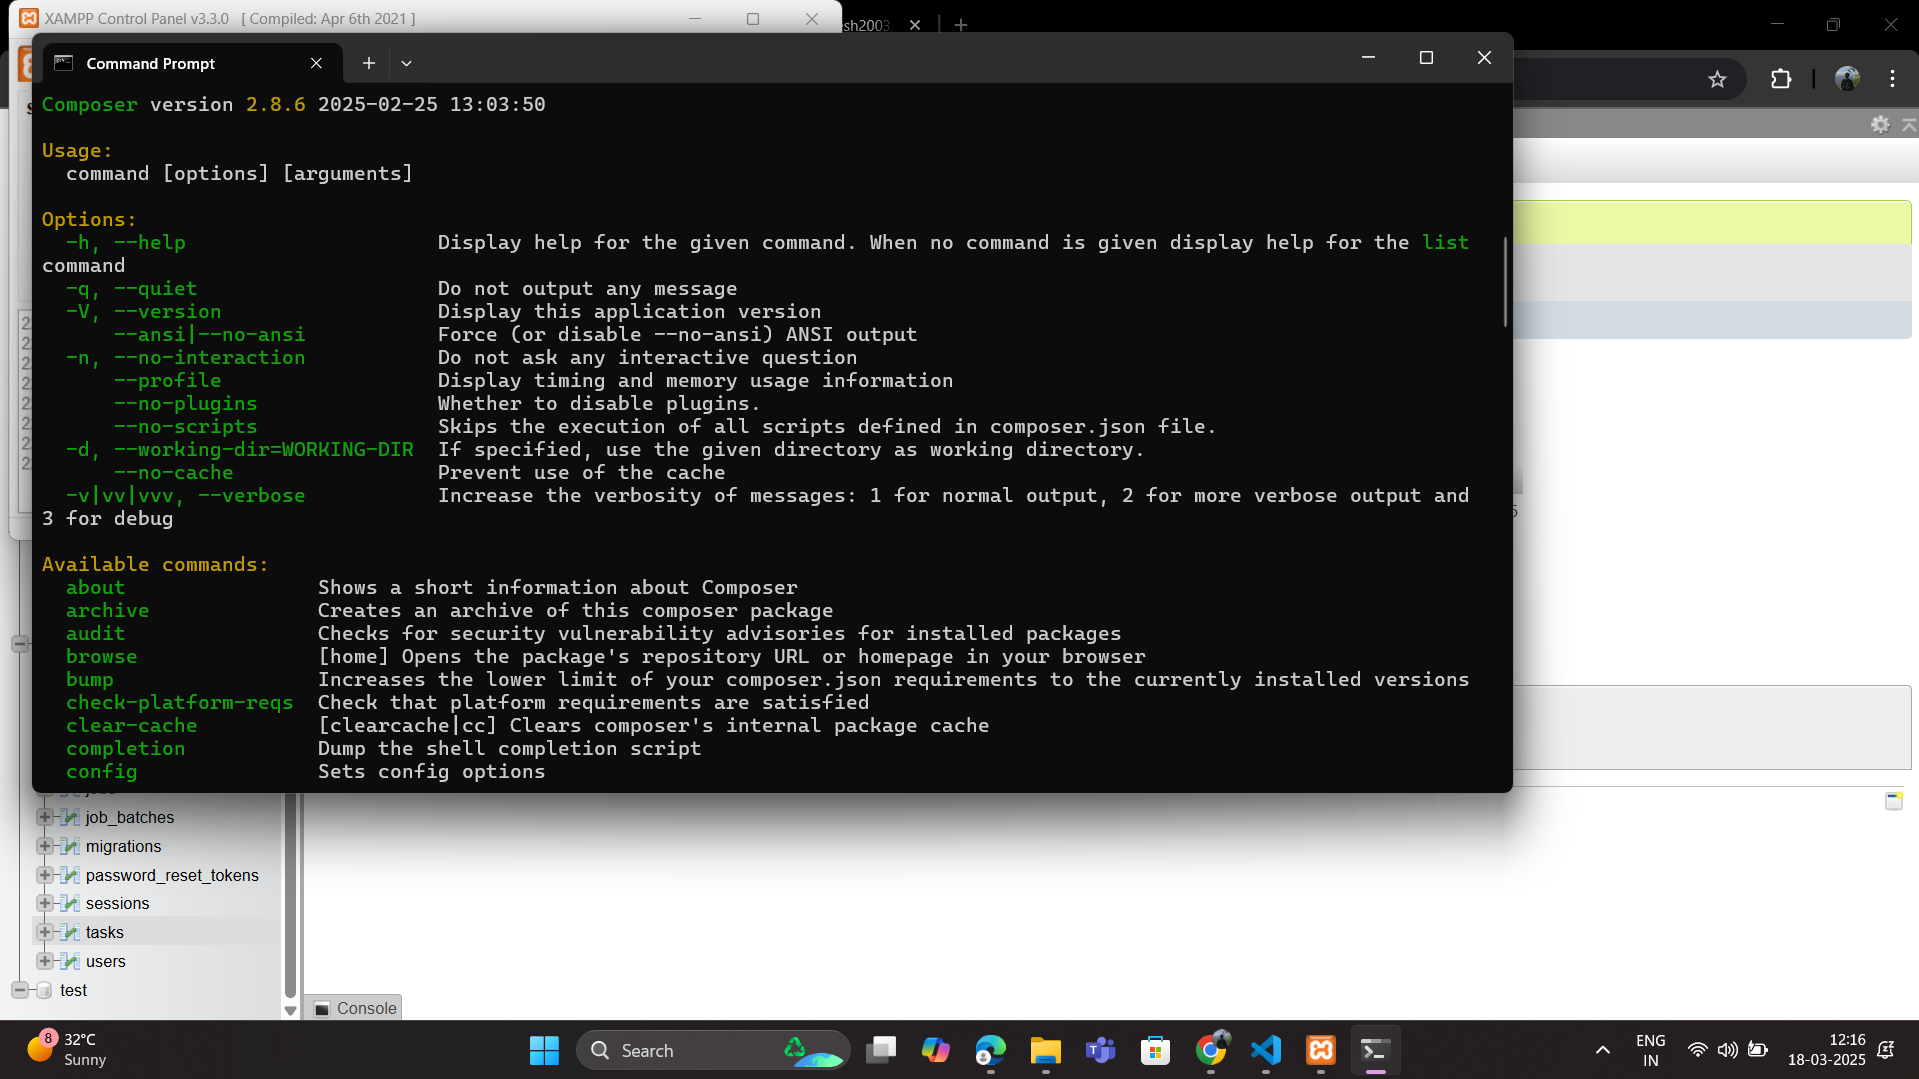 XAMPP Control Panel v3.3.0 [ Compiled: Apr 6th 2021 ]
esh2003
Command Prompt
Composer version 2.8.6 2025-02-25 13:03:50
Usage:
command [options] [arguments]
Options:
-h, --help Display help for the given command. When no command is given display help for the list
command
-q, --quiet Do not output any message
-V, --version Display this application version
--ansi|--no-ansi Force (or disable --no-ansi) ANSI output
-n, --no-interaction Do not ask any interactive question
--profile Display timing and memory usage information
--no-plugins Whether to disable plugins.
--no-scripts Skips the execution of all scripts defined in composer.json file.
-d, --working-dir=WORKING-DIR If specified, use the given directory as working directory.
--no-cache Prevent use of the cache
-v|vv|vvv, --verbose Increase the verbosity of messages: 1 for normal output, 2 for more verbose output and
3 for debug
Available commands:
about Shows a short information about Composer
archive Creates an archive of this composer package
audit Checks for security vulnerability advisories for installed packages
browse [home] Opens the package's repository URL or homepage in your browser
bump Increases the lower limit of your composer.json requirements to the currently installed versions
check-platform-reqs Check that platform requirements are satisfied
clear-cache [clearcache|cc] Clears composer's internal package cache
completion Dump the shell completion script
config Sets config options
job_batches
migrations
password_reset_tokens
sessions
tasks
users
test
Console
8
32°C
Sunny
Search
ENG
IN
12:16
18-03-2025